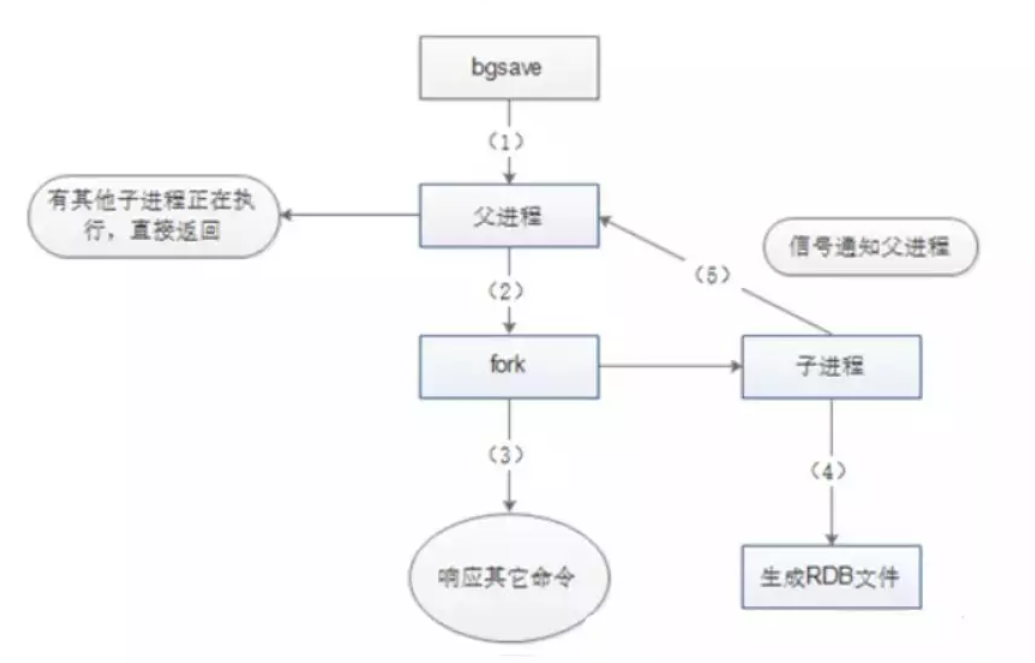 bgsave
（1）
有其他子进程正在执
行，直接返回
父进程
信号通知父进程
（5）
（2）
fork
子进程
（3）
（4）
响应其它命令
生成RDB文件